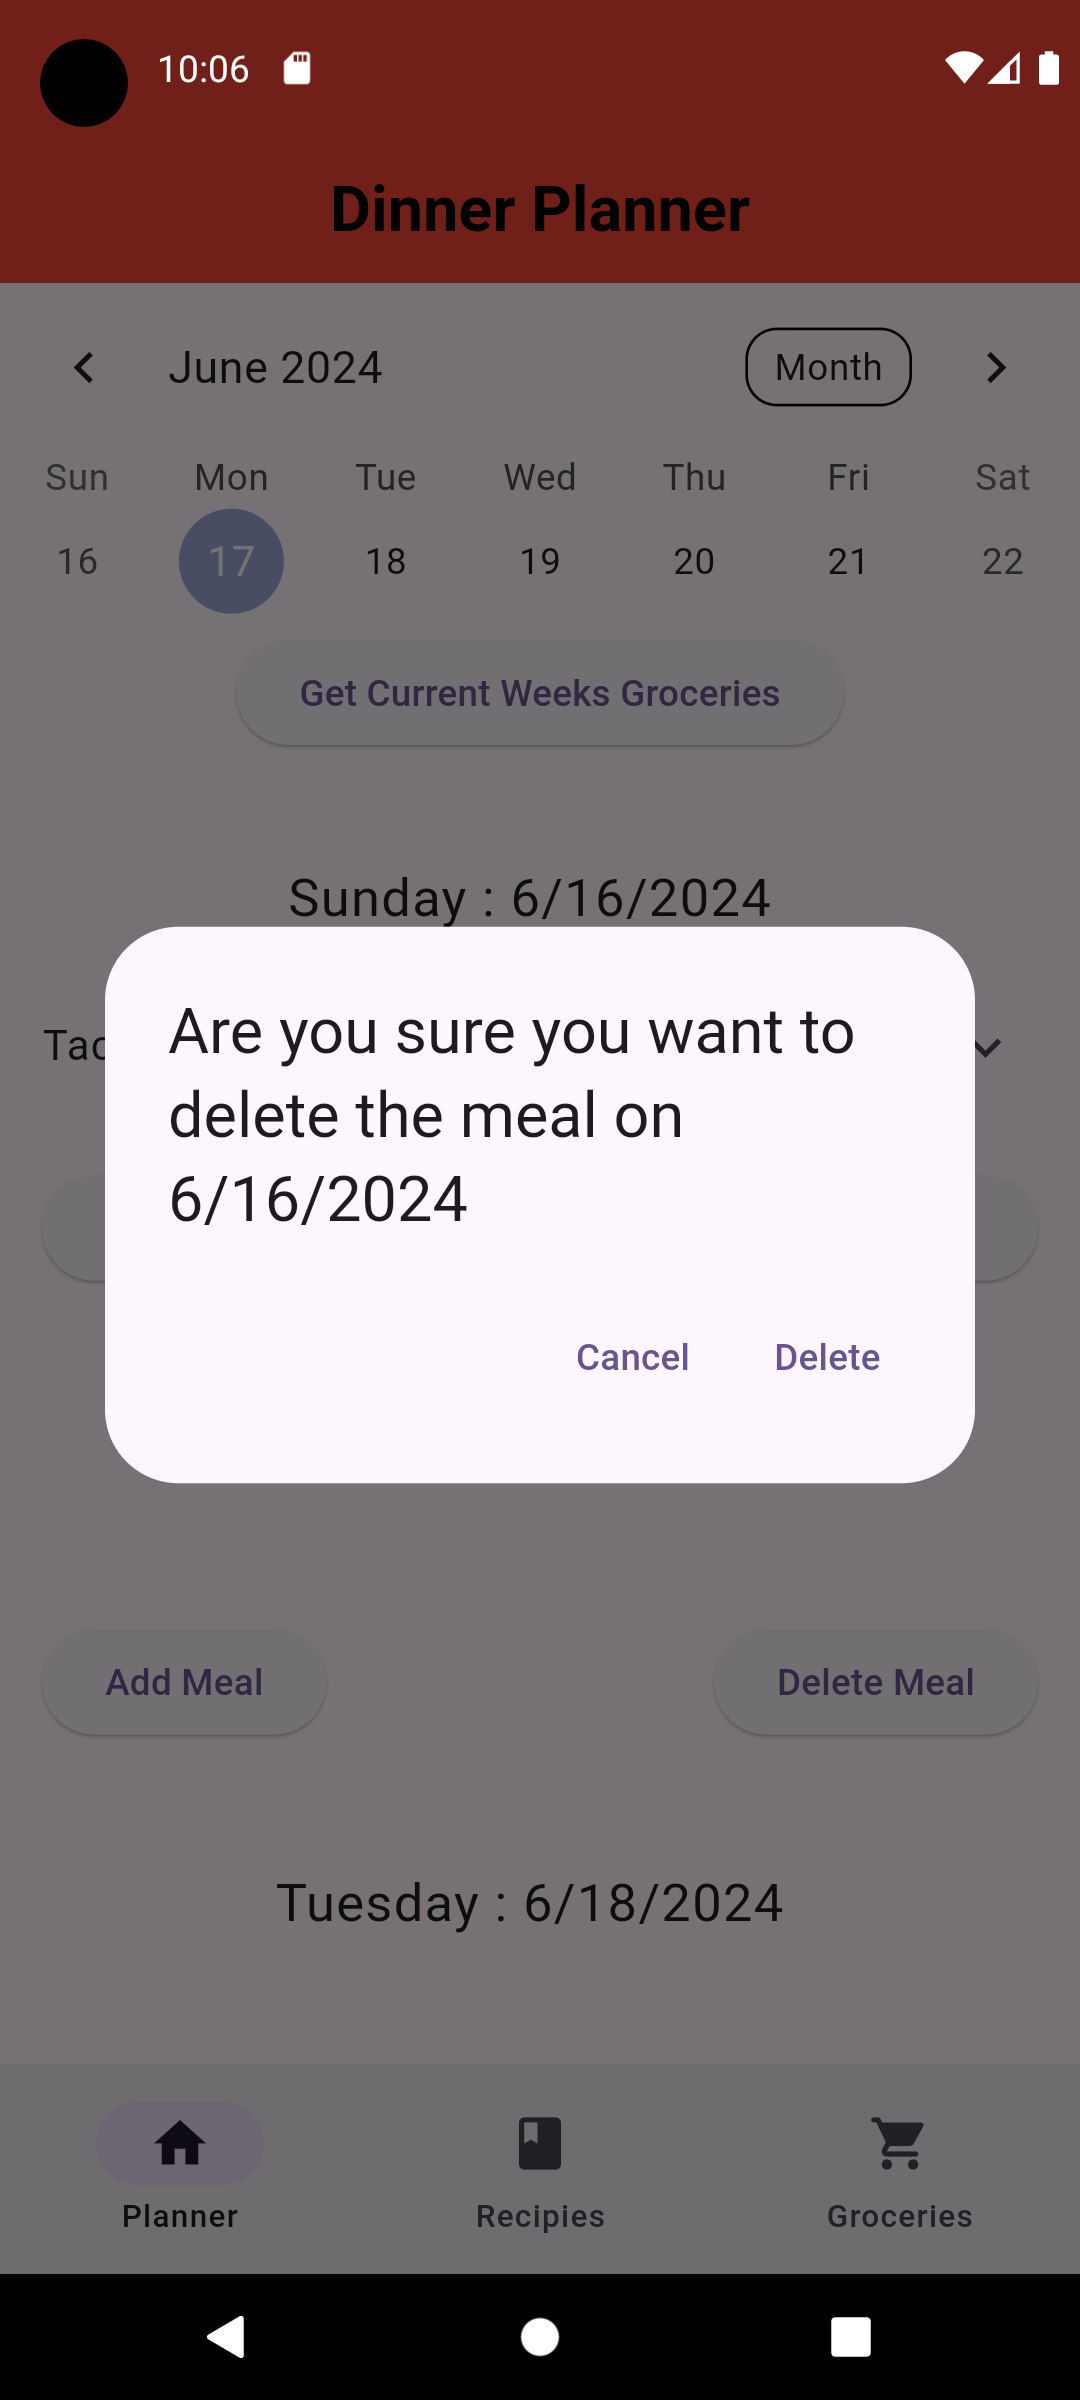 10:06
Dinner Planner
June 2024 Month
Sun Mon Tue Wed Thu Fri Sat
16 17 18 19 20 21 22
Get Current Weeks Groceries
Sunday : 6/16/2024
Are you sure you want to
delete the meal on
6/16/2024
Cancel Delete
Add Meal Delete Meal
Tuesday : 6/18/2024
Planner Recipies Groceries